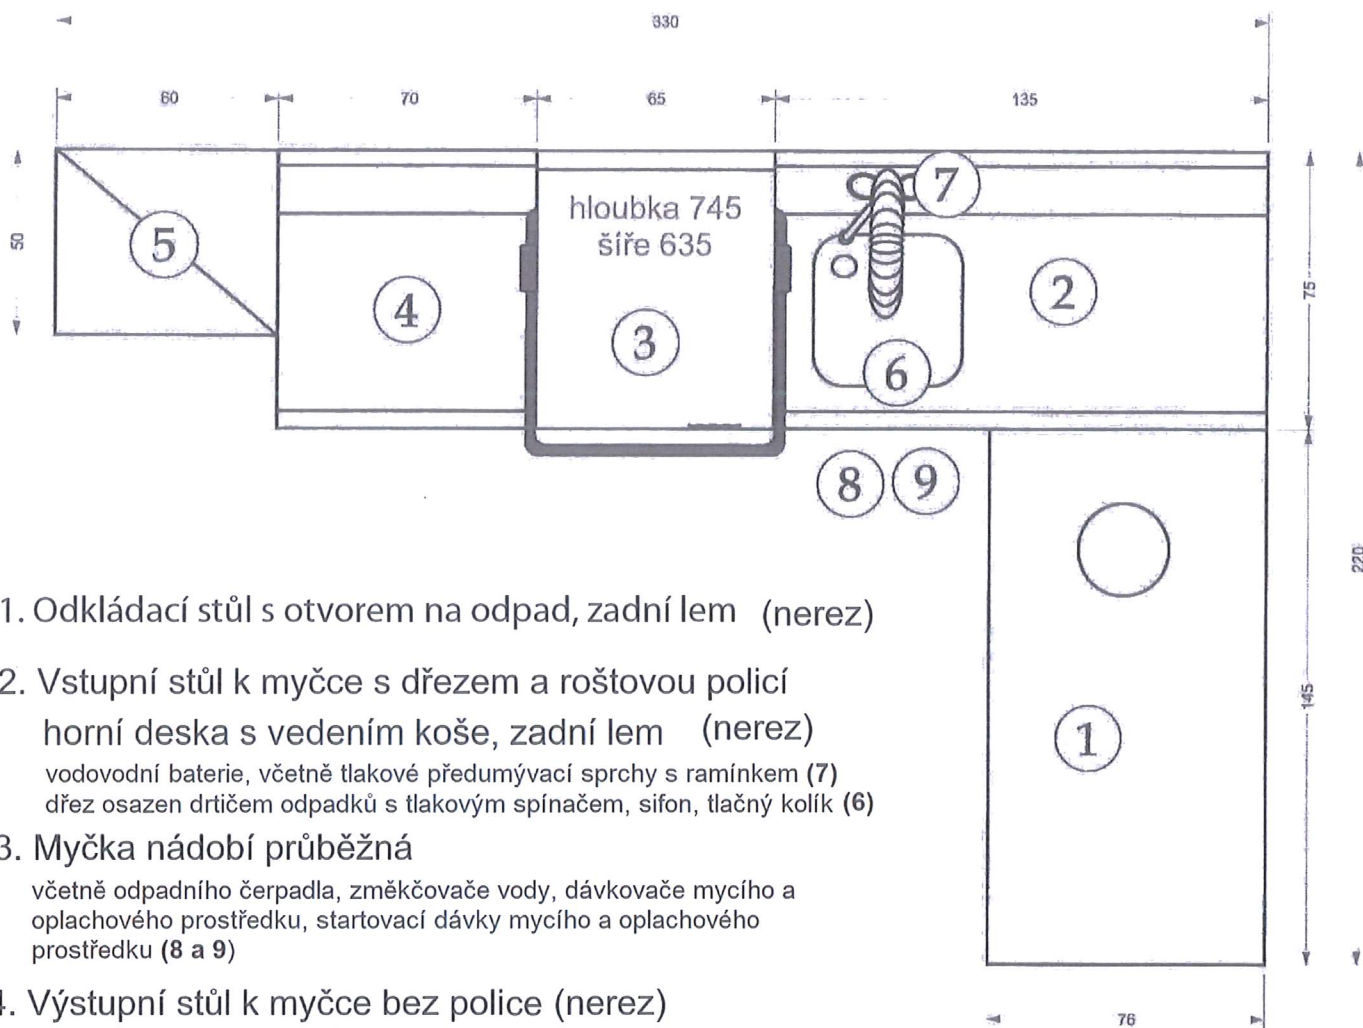 330
60
70
65
135
50
hloubka 745
šíře 635
7
5
4
3
2
6
75
8
9
220
1. Odkládací stůl s otvorem na odpad, zadní lem (nerez)
2. Vstupní stůl k myčce s dřezem a roštovou policí
horní deska s vedením koše, zadní lem (nerez)
145
1
vodovodní baterie, včetně tlakové předumývací sprchy s ramínkem (7)
dřez osazen drtičem odpadků s tlakovým spínačem, sifon, tlačný kolík (6)
3. Myčka nádobí průběžná
včetně odpadního čerpadla, změkčovače vody, dávkovače mycího a
oplachového prostředku, startovací dávky mycího a oplachového
prostředku (8 a 9)
4. Výstupní stůl k myčce bez police (nerez)
76